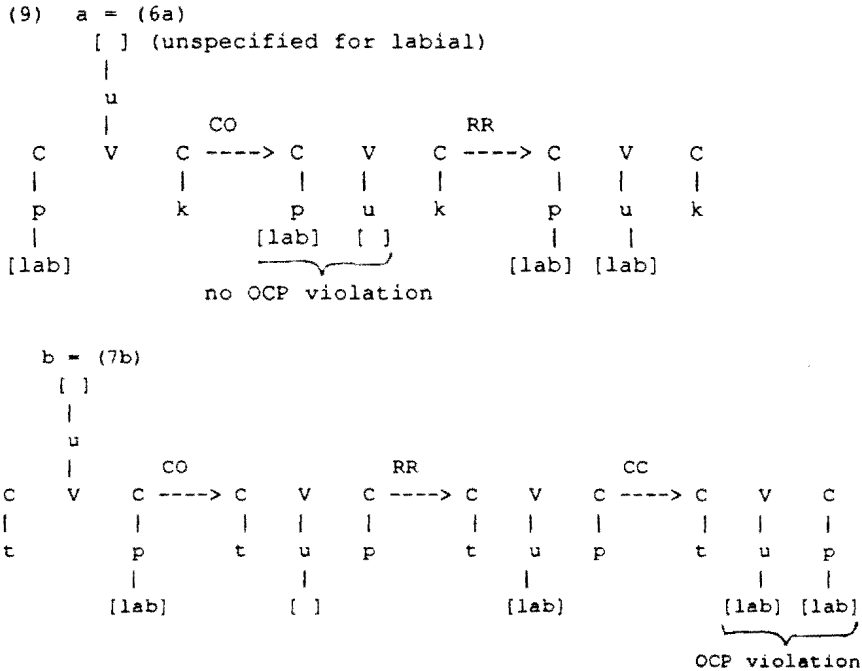 (9) a = (6a)
[ ] (unspecified for labial)
|
u
| CO RR
C V C ----> C V C ----> C V C
| | | | | | | |
p k p u k p u k
| [lab] [ ] | |
[lab] [lab] [lab]
no OCP violation
b = (7b)
[ ]
|
u
| CO RR CC
C V C ----> C V C ----> C V C ----> C V C
| | | | | | | | | | |
t p t u p t u p t u p
| | | | |
[lab] [ ] [lab] [lab] [lab]
OCP violation